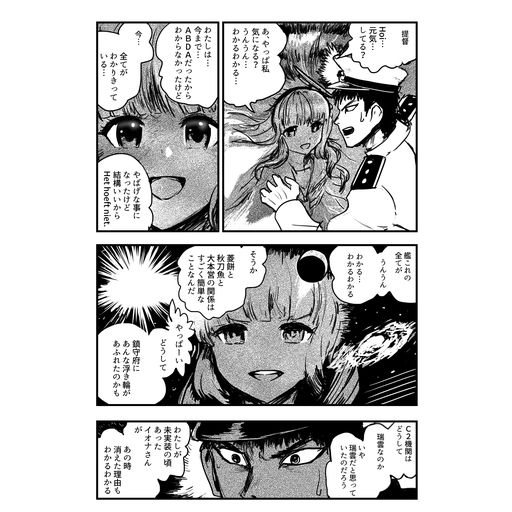 提督
Hoi…
元気…
してる？
あ、やっぱ私
気になる？
うんうん…
わかるわかる…
わたしは…
今まで…
ＡＢＤＡだったから
わからなかったけど
今…
全てが
わかりきって
いる…
やばげな事に
なったけど
結構いいから
Het hoeft niet.
艦これの
全てが
うんうん
わかる…
わかるわかる
そうか
菱餅と
秋刀魚と
大本営の関係は
すごく簡単な
ことなんだ
やっぱーい
どうして
鎮守府に
あんな浮き輪が
あふれたのかも
Ｃ２機関は
どうして
瑞雲なのか
いや
瑞雲だと思って
いたのだろう
わたしが
未実装の頃
あった
イオナさん
が
あの時
消えた理由も
わかるわかる